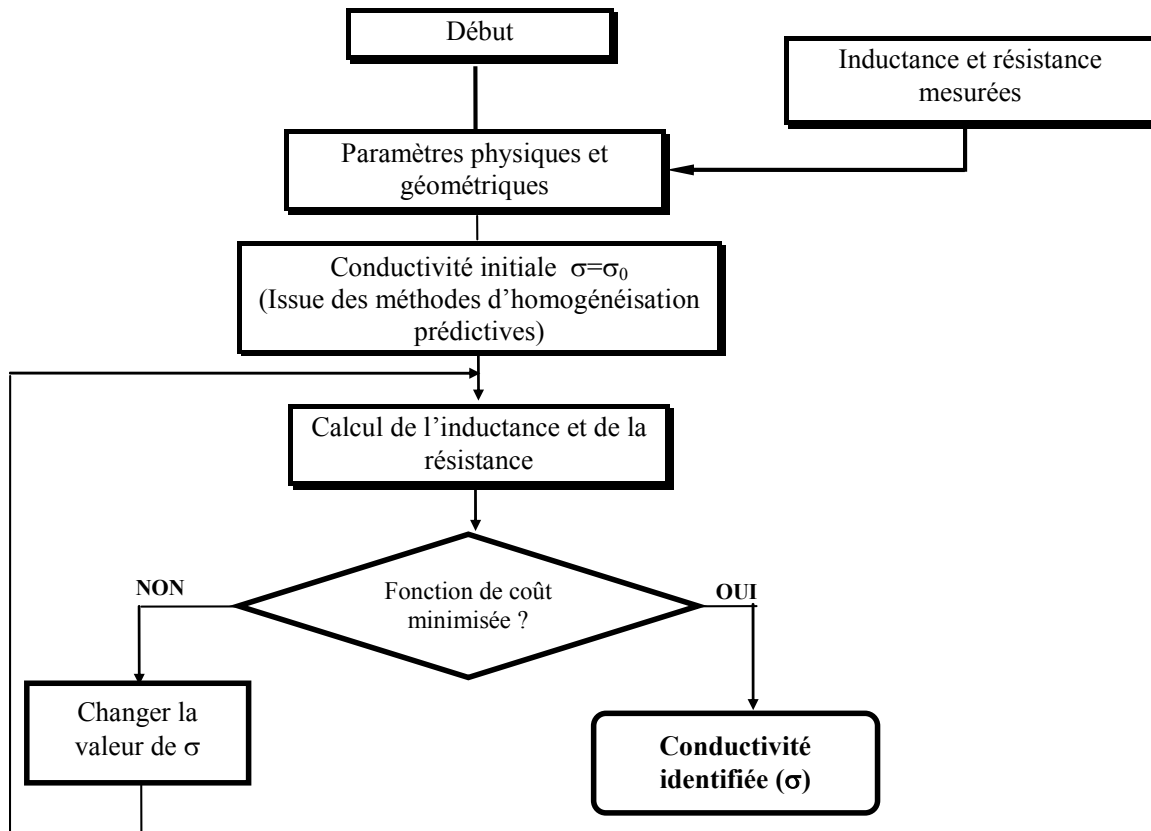 Début
Inductance et résistance
mesurées
Paramètres physiques et
géométriques
Conductivité initiale σ=σ₀
(Issue des méthodes d’homogénéisation
prédictives)
Calcul de l’inductance et de la
résistance
Fonction de coût
minimisée ?
NON
OUI
Changer la
valeur de σ
Conductivité
identifiée (σ)